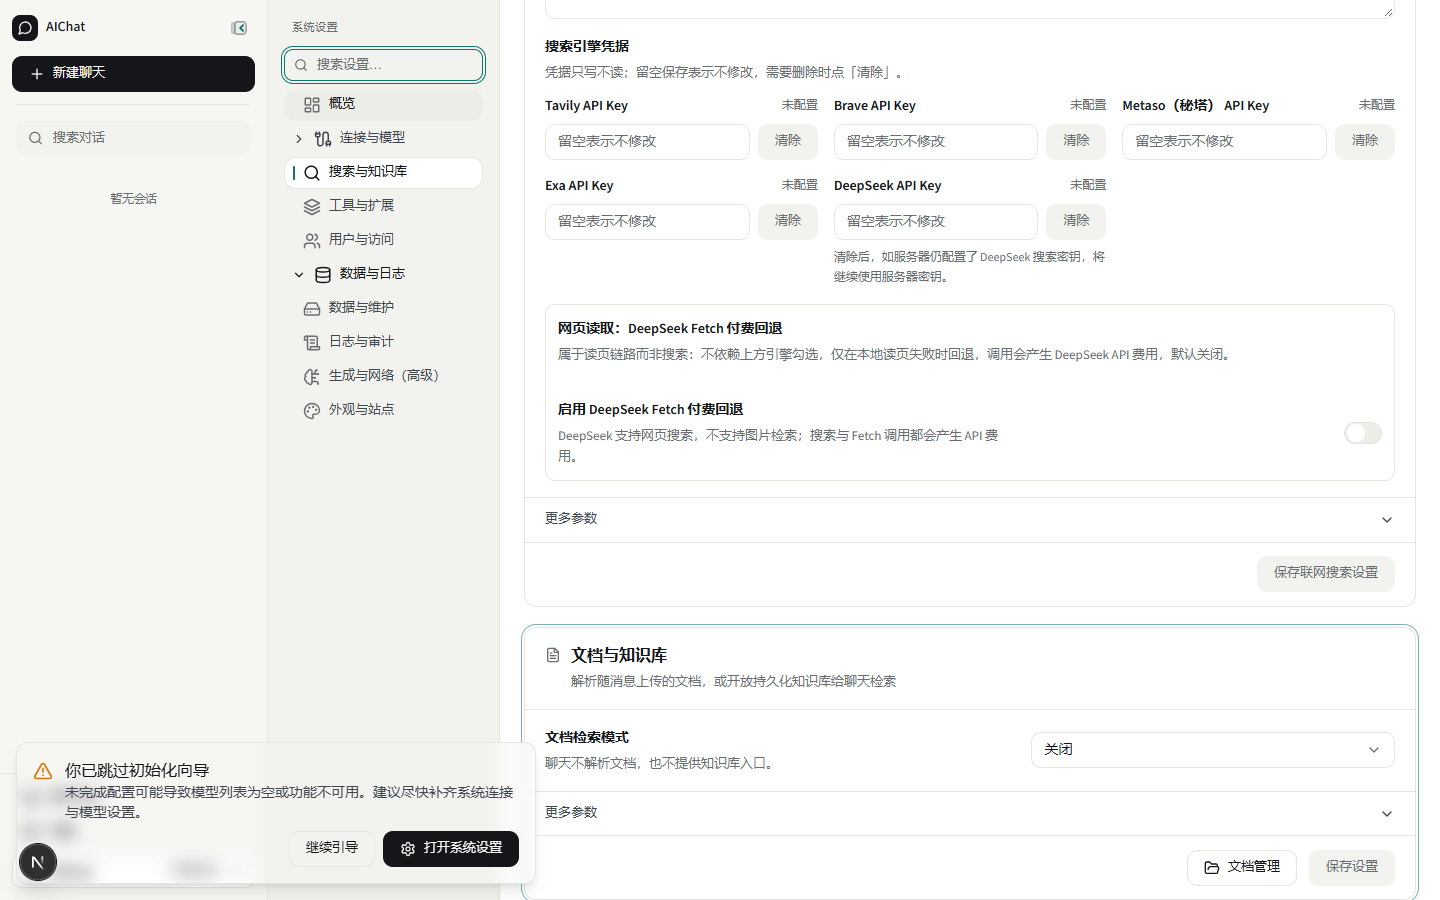 AIChat
新建聊天
搜索对话
暂无会话
系统设置
搜索设置...
概览
连接与模型
搜索与知识库
工具与扩展
用户与访问
数据与日志
数据与维护
日志与审计
生成与网络（高级）
外观与站点
搜索引擎凭据
凭据只写不读；留空保存表示不修改，需要删除时点「清除」。
Tavily API Key 未配置
留空表示不修改 清除
Brave API Key 未配置
留空表示不修改 清除
Metaso（秘塔） API Key 未配置
留空表示不修改 清除
Exa API Key 未配置
留空表示不修改 清除
DeepSeek API Key 未配置
留空表示不修改 清除
清除后，如服务器仍配置了 DeepSeek 搜索密钥，将
继续使用服务器密钥。
网页读取：DeepSeek Fetch 付费回退
属于读页链路而非搜索：不依赖上方引擎勾选，仅在本地读页失败时回退，调用会产生 DeepSeek API 费用，默认关闭。
启用 DeepSeek Fetch 付费回退
DeepSeek 支持网页搜索，不支持图片检索；搜索与 Fetch 调用都会产生 API 费
用。
更多参数
保存联网搜索设置
文档与知识库
解析随消息上传的文档，或开放持久化知识库给聊天检索
文档检索模式
聊天不解析文档，也不提供知识库入口。
关闭
更多参数
文档管理 保存设置
你已跳过初始化向导
未完成配置可能导致模型列表为空或功能不可用。建议尽快补齐系统连接
与模型设置。
继续引导 打开系统设置
N